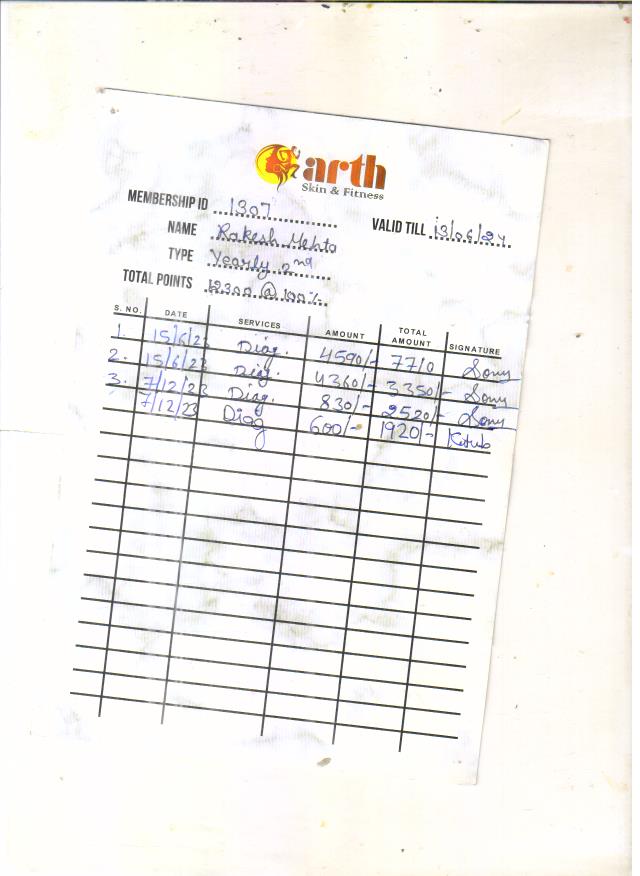 arth
Skin & Fitness
MEMBERSHIP ID 1307
VALID TILL 13/06/24
NAME Rakesh Mehta
TYPE Yearly 2nd
TOTAL POINTS 12300 @ 100%
S. NO. DATE SERVICES AMOUNT TOTAL AMOUNT SIGNATURE
1. 15/6/23 Diag. 4590/- 7710 Sony
2. 15/6/23 Diag. 4360/- 3350/- Sony
3. 7/12/23 Diag. 830/- 2520/- Sony
7/12/23 Diag 600/- 1920/-